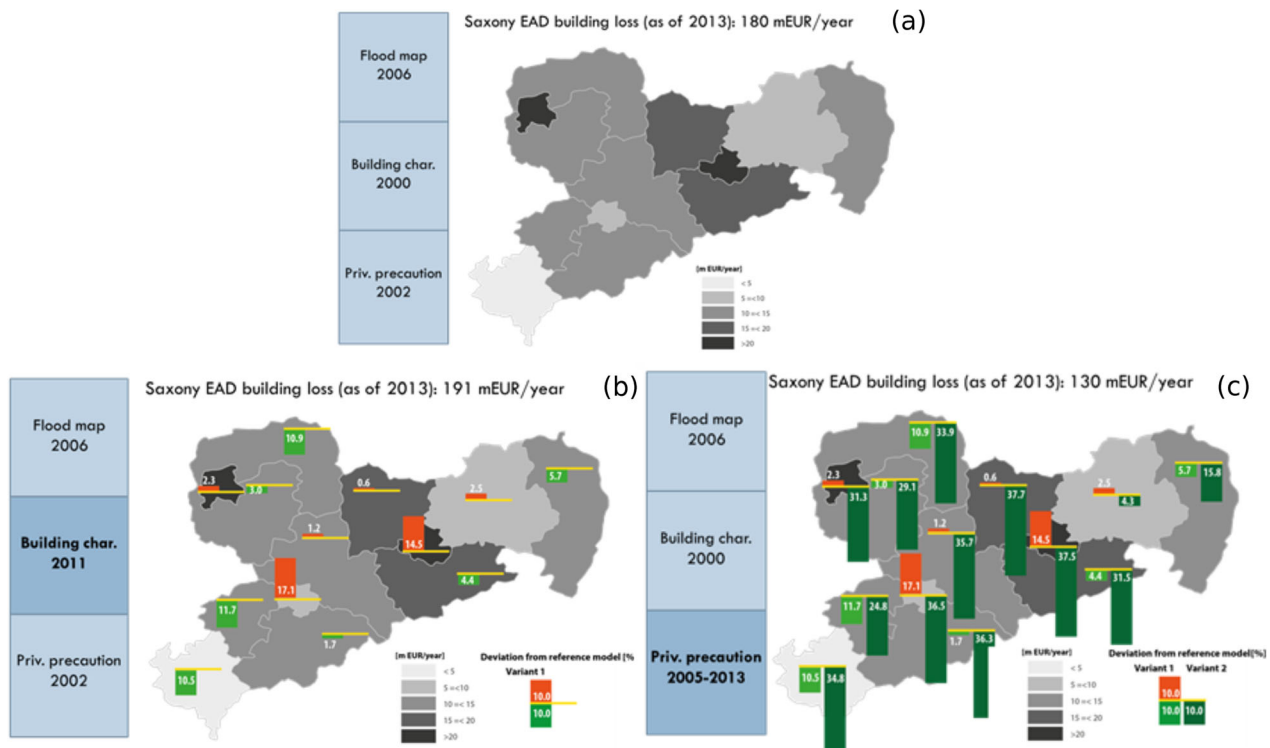 Saxony EAD building loss (as of 2013): 180 mEUR/year
(a)
Flood map
2006
Building char.
2000
Priv. precaution
2002
[m EUR/year]
< 5
5 =<10
10 =< 15
15 =< 20
>20
Saxony EAD building loss (as of 2013): 191 mEUR/year
(b)
Flood map
2006
Building char.
2011
Priv. precaution
2002
10.9
2.3
3.0
0.6
2.5
5.7
1.2
14.5
17.1
4.4
11.7
1.7
10.5
[m EUR/year]
< 5
5 =<10
10 =< 15
15 =< 20
>20
Deviation from reference model [%
Variant 1
10.0
10.0
Saxony EAD building loss (as of 2013): 130 mEUR/year
(c)
Flood map
2006
Building char.
2000
Priv. precaution
2005-2013
10.9 33.9
2.3
31.3
3.0
29.1
0.6
37.7
2.5
4.3
5.7 15.8
1.2
35.7
14.5
37.5
17.1
36.5
4.4 31.5
11.7 24.8
1.7 36.3
10.5 34.8
[m EUR/year]
< 5
5 =<10
10 =< 15
15 =< 20
>20
Deviation from reference model [%]
Variant 1 Variant 2
10.0
10.0 10.0